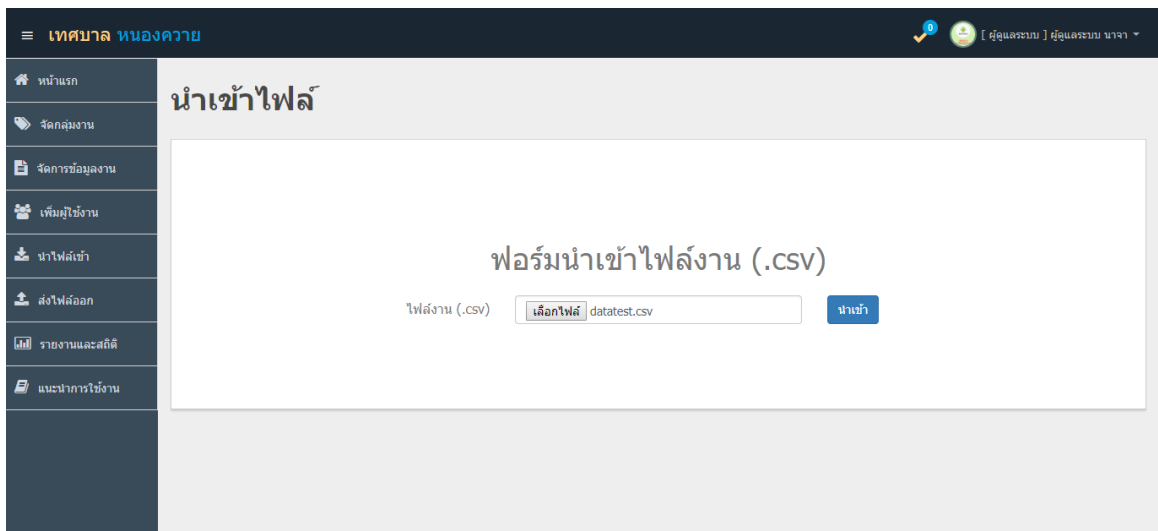 เทศบาล หนองควาย
0
[ ผู้ดูแลระบบ ] ผู้ดูแลระบบ นาจา
หน้าแรก
จัดกลุ่มงาน
จัดการข้อมูลงาน
เพิ่มผู้ใช้งาน
นำไฟล์เข้า
ส่งไฟล์ออก
รายงานและสถิติ
แนะนำการใช้งาน
นำเข้าไฟล์
ฟอร์มนำเข้าไฟล์งาน (.csv)
ไฟล์งาน (.csv) เลือกไฟล์ datatest.csv นำเข้า